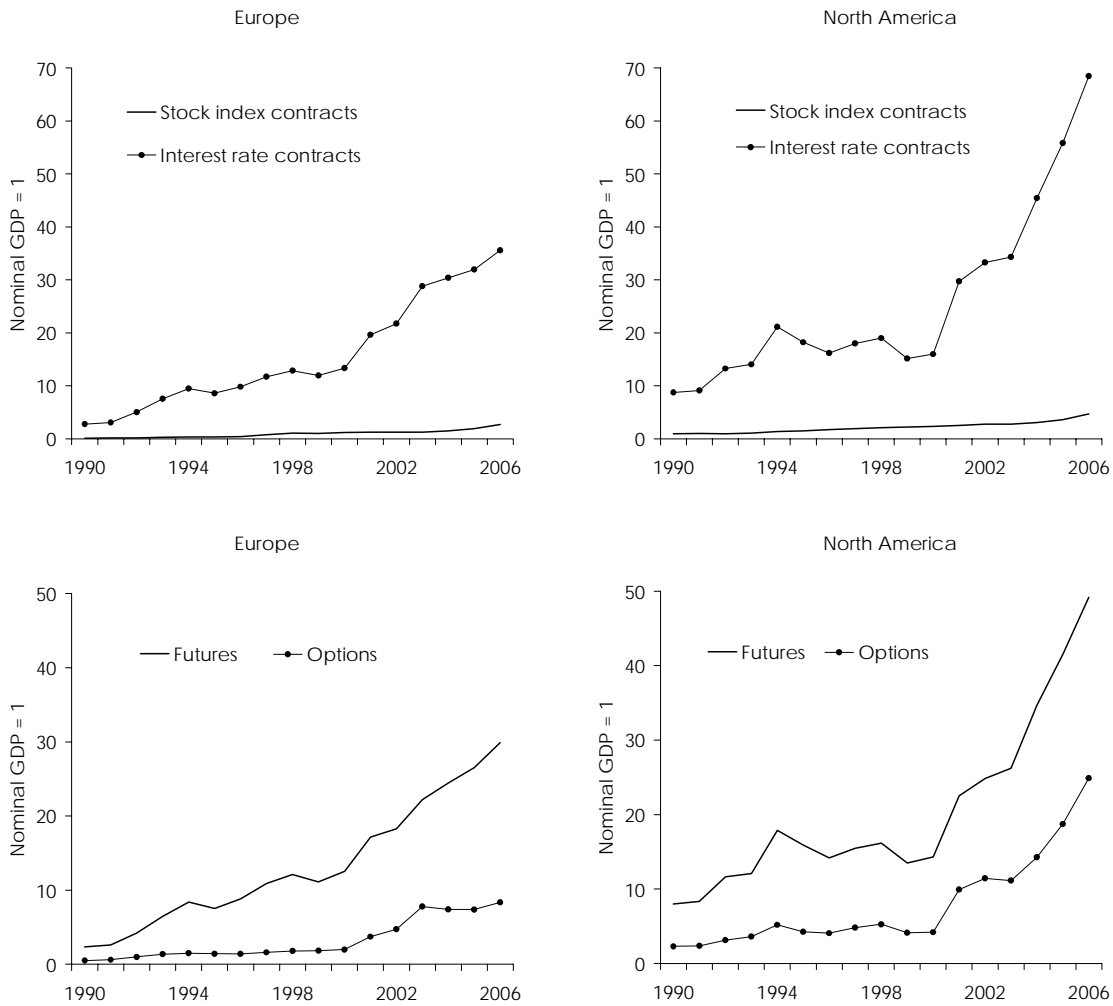 Europe
Nominal GDP = 1
70
60
50
40
30
20
10
0
Stock index contracts
Interest rate contracts
1990 1994 1998 2002 2006
North America
Nominal GDP = 1
70
60
50
40
30
20
10
0
Stock index contracts
Interest rate contracts
1990 1994 1998 2002 2006
Europe
Nominal GDP = 1
50
40
30
20
10
0
Futures Options
1990 1994 1998 2002 2006
North America
Nominal GDP = 1
50
40
30
20
10
0
Futures Options
1990 1994 1998 2002 2006